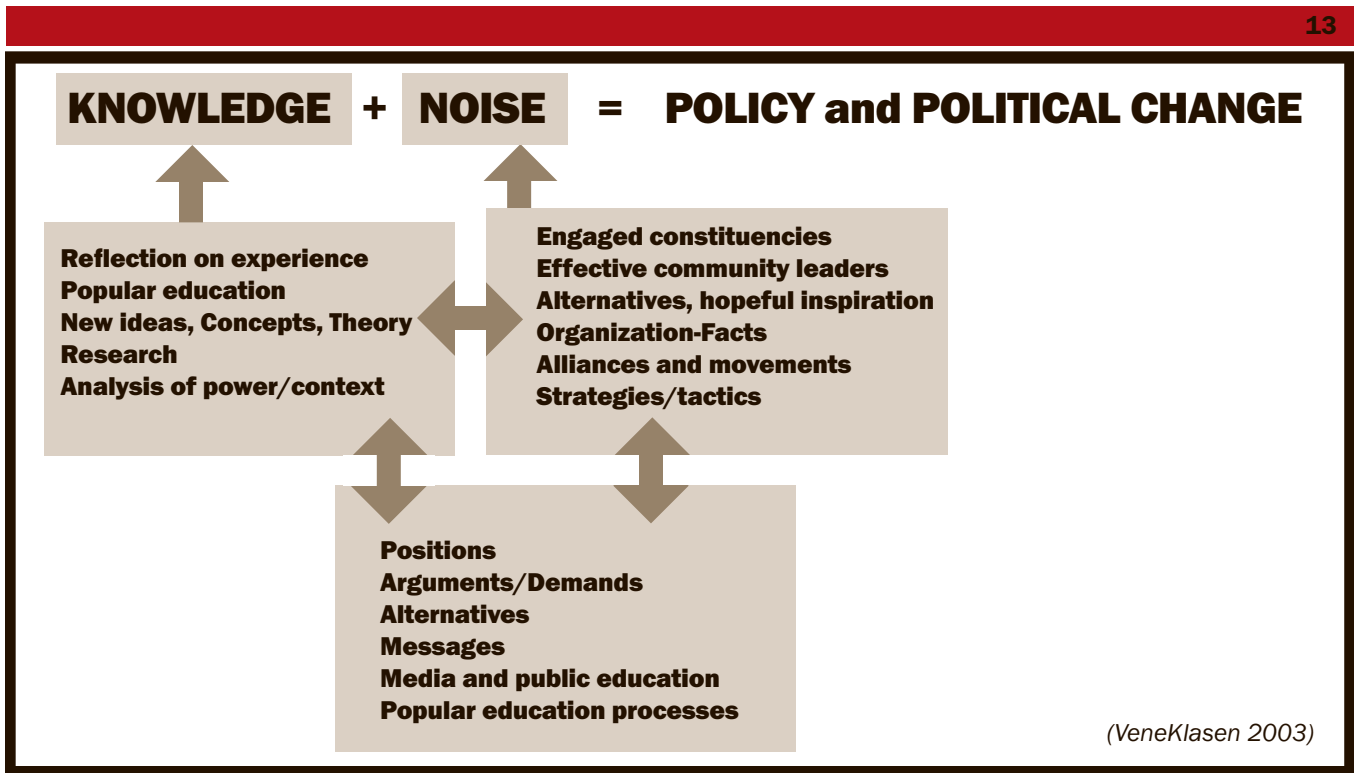 13
KNOWLEDGE + NOISE = POLICY and POLITICAL CHANGE
Reflection on experience
Popular education
New ideas, Concepts, Theory
Research
Analysis of power/context
Engaged constituencies
Effective community leaders
Alternatives, hopeful inspiration
Organization-Facts
Alliances and movements
Strategies/tactics
Positions
Arguments/Demands
Alternatives
Messages
Media and public education
Popular education processes
(VeneKlasen 2003)